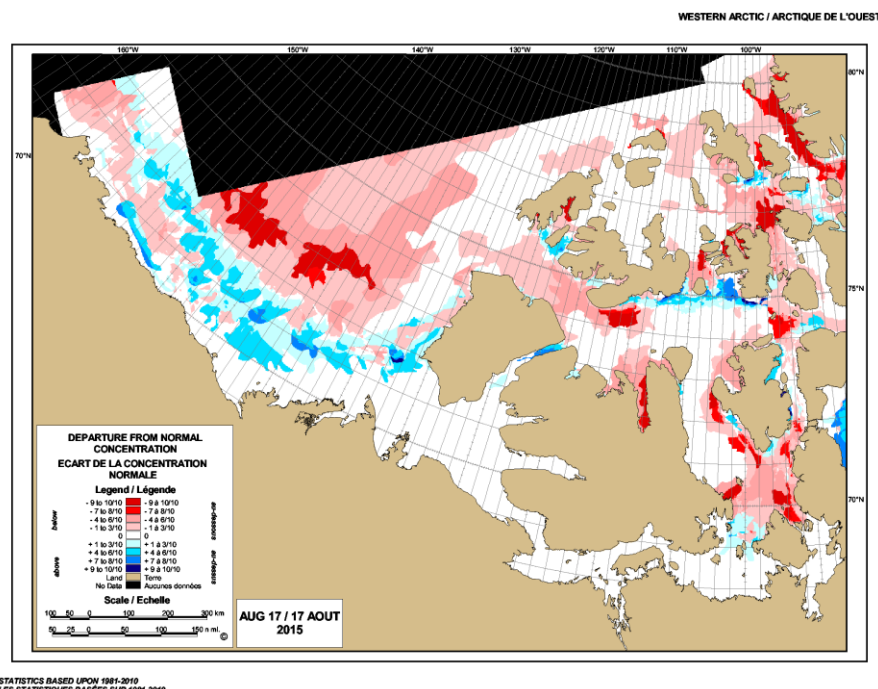 WESTERN ARCTIC / ARCTIQUE DE L'OUEST
160°W 150°W 140°W 130°W 120°W 110°W 100°W
80°N
70°N
75°N
70°N
DEPARTURE FROM NORMAL
CONCENTRATION
ECART DE LA CONCENTRATION
NORMALE
Legend / Légende
below
au-dessous
- 9 to 10/10 - 9 à 10/10
- 7 to 8/10 - 7 à 8/10
- 4 to 6/10 - 4 à 6/10
- 1 to 3/10 - 1 à 3/10
0 0
+ 1 to 3/10 + 1 à 3/10
+ 4 to 6/10 + 4 à 6/10
+ 7 to 8/10 + 7 à 8/10
+ 9 to 10/10 + 9 à 10/10
above
au-dessus
Land Terre
No Data Aucunes données
Scale / Echelle
100 50 0 100 200 300 km
50 25 0 50 100 150 n mi.
©
AUG 17 / 17 AOUT
2015
STATISTICS BASED UPON 1981-2010